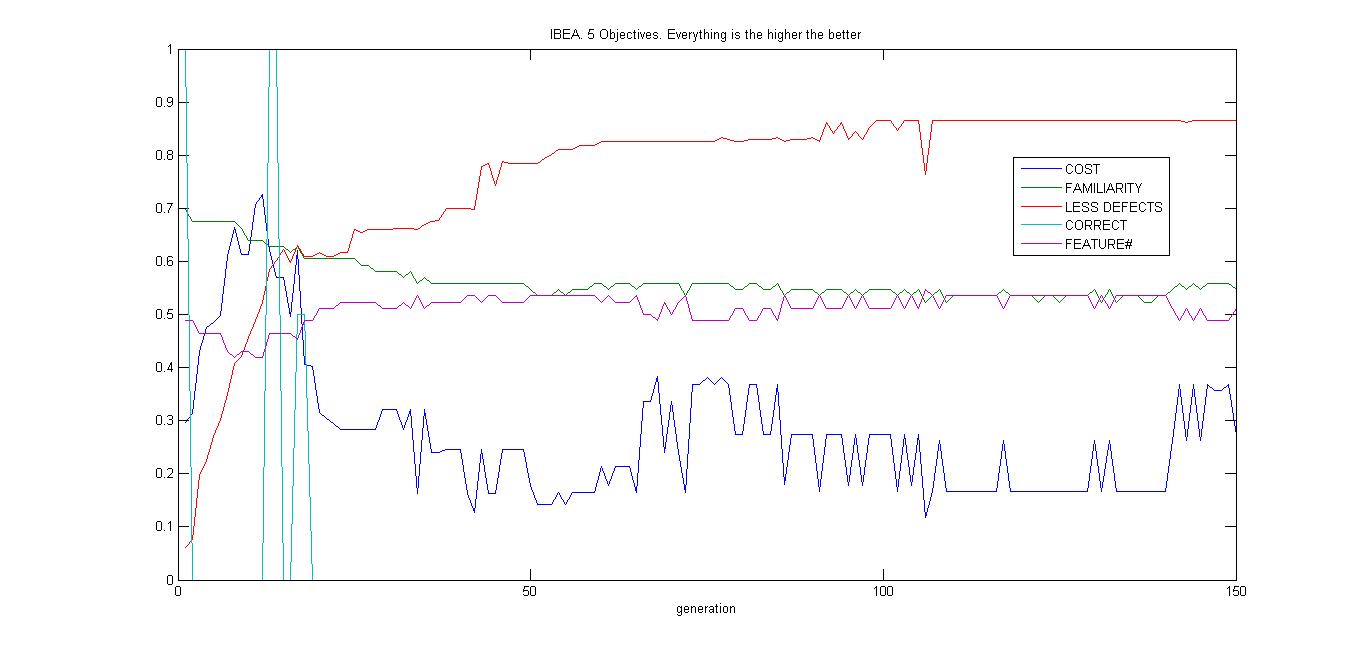 IBEA. 5 Objectives. Everything is the higher the better
1
0.9
0.8
0.7
0.6
0.5
0.4
0.3
0.2
0.1
0
COST
FAMILIARITY
LESS DEFECTS
CORRECT
FEATURE#
0 50 100 150
generation